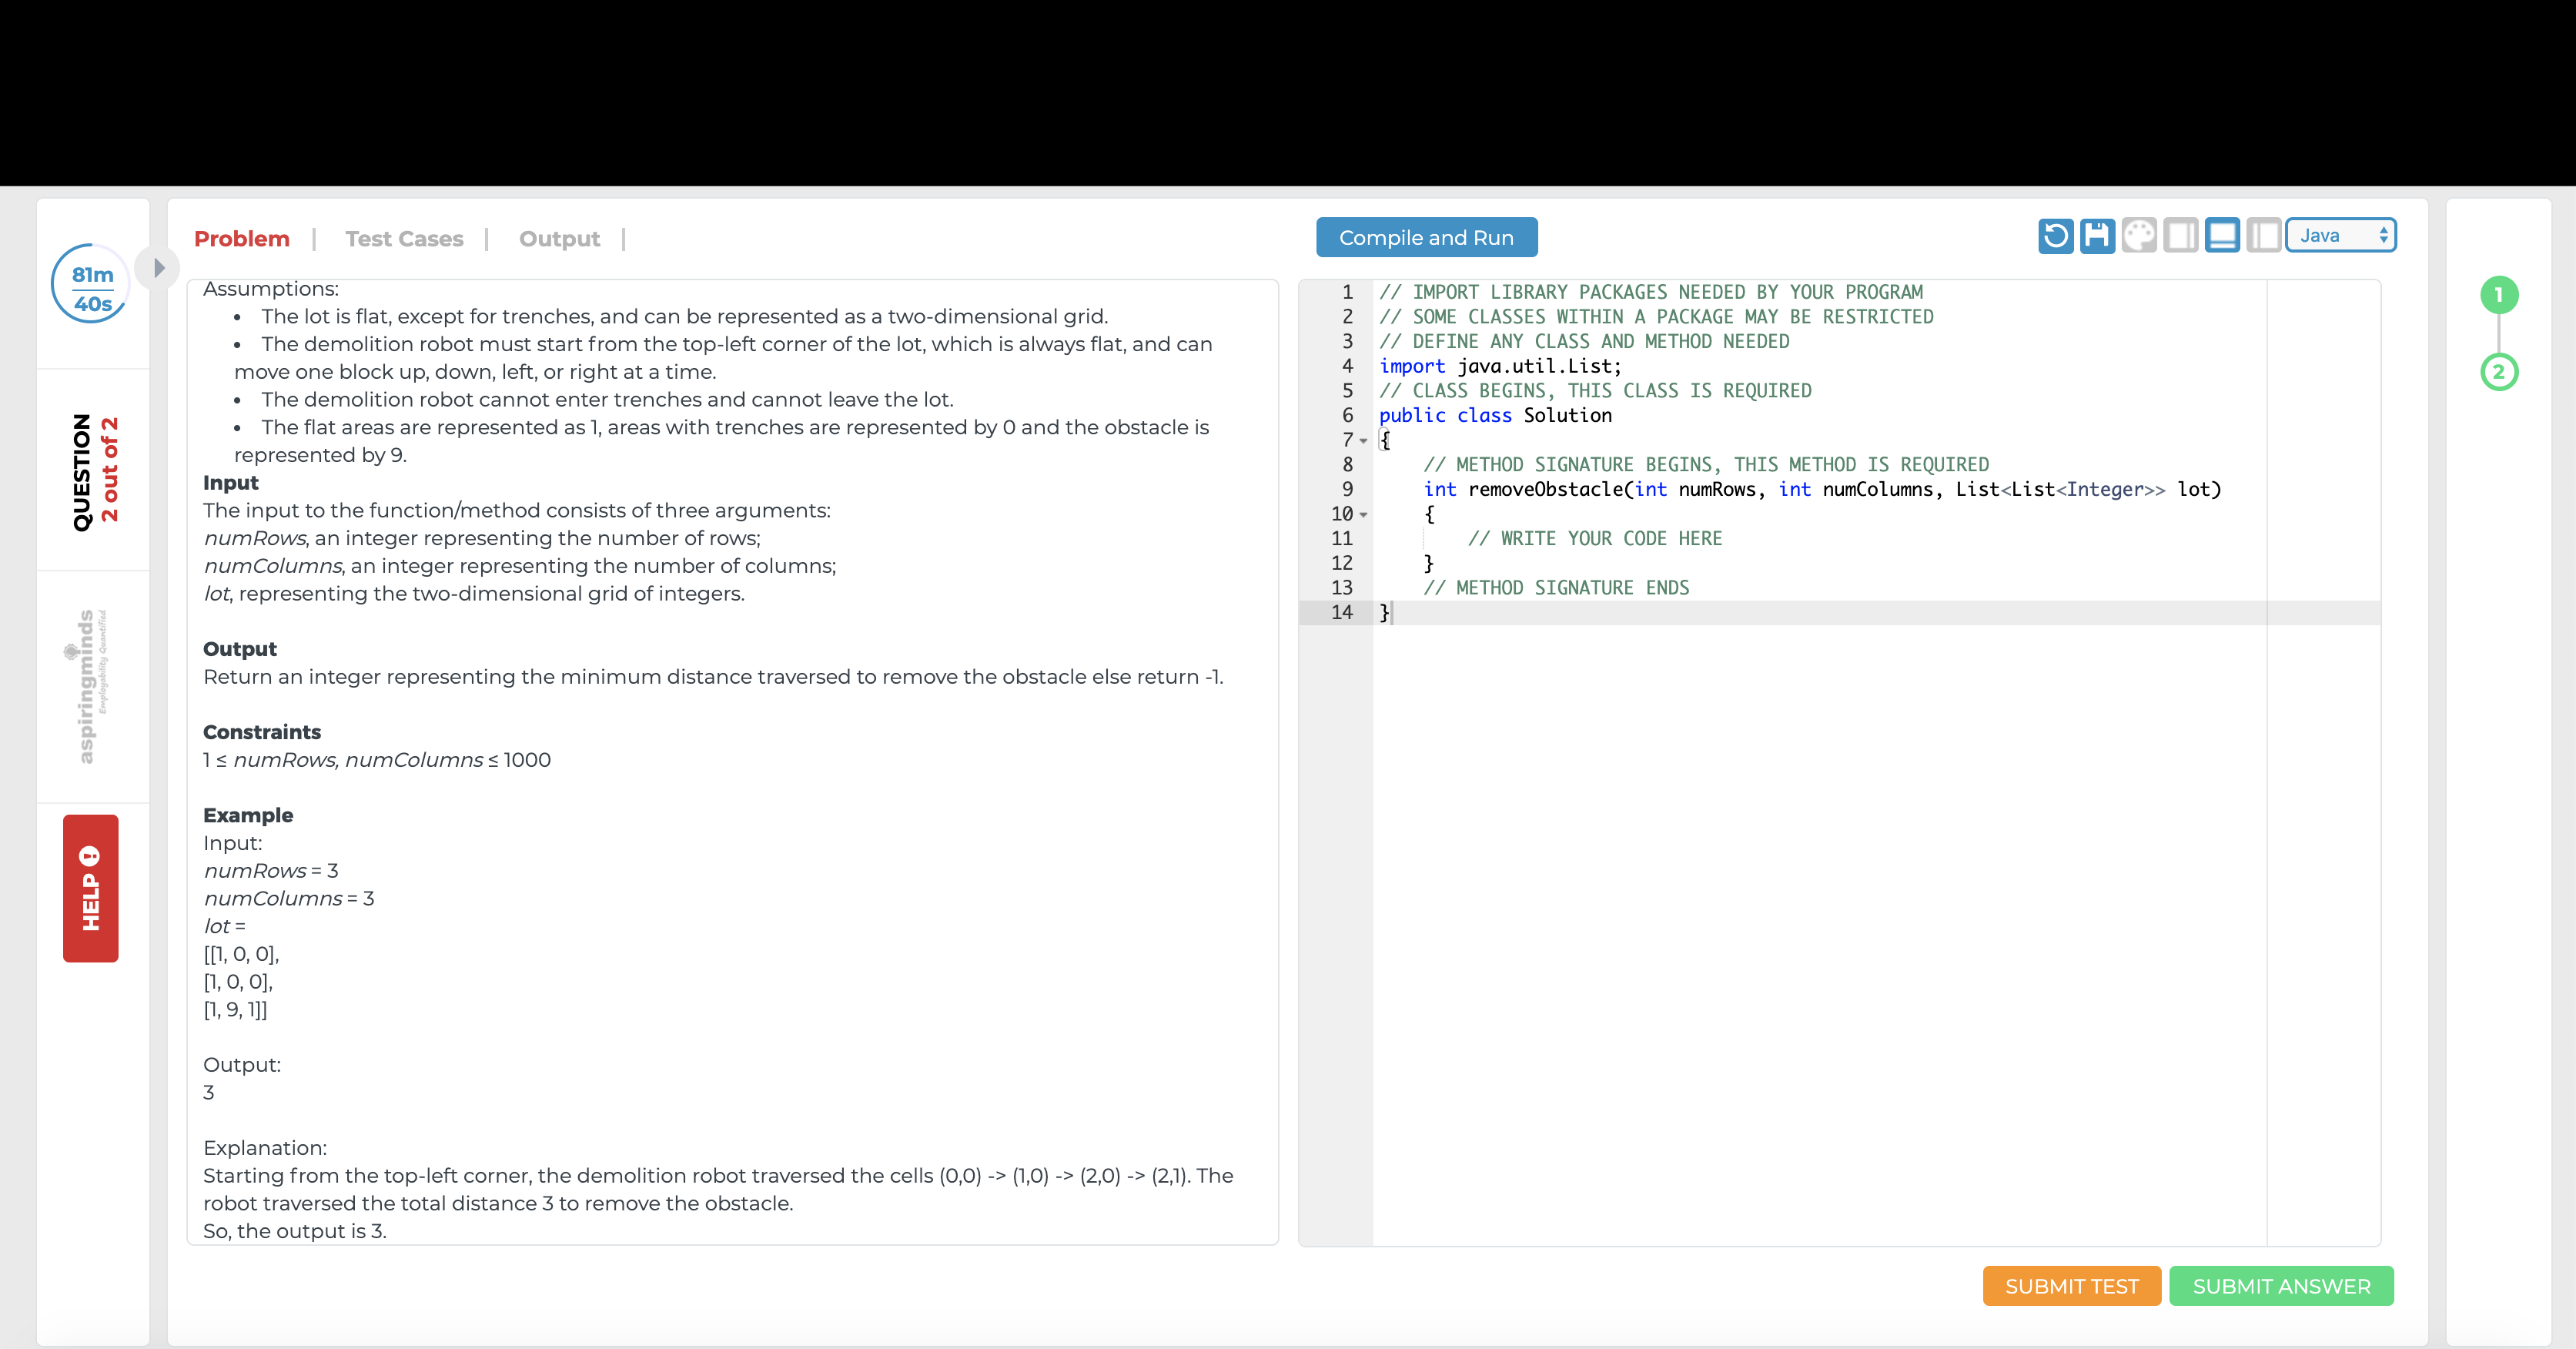 81m
40s
QUESTION
2 out of 2
aspiringminds
Employability Quantified
HELP
Problem | Test Cases | Output |
Assumptions:
• The lot is flat, except for trenches, and can be represented as a two-dimensional grid.
• The demolition robot must start from the top-left corner of the lot, which is always flat, and can
move one block up, down, left, or right at a time.
• The demolition robot cannot enter trenches and cannot leave the lot.
• The flat areas are represented as 1, areas with trenches are represented by 0 and the obstacle is
represented by 9.
Input
The input to the function/method consists of three arguments:
numRows, an integer representing the number of rows;
numColumns, an integer representing the number of columns;
lot, representing the two-dimensional grid of integers.
Output
Return an integer representing the minimum distance traversed to remove the obstacle else return -1.
Constraints
1 ≤ numRows, numColumns ≤ 1000
Example
Input:
numRows = 3
numColumns = 3
lot =
[[1, 0, 0],
[1, 0, 0],
[1, 9, 1]]
Output:
3
Explanation:
Starting from the top-left corner, the demolition robot traversed the cells (0,0) -> (1,0) -> (2,0) -> (2,1). The
robot traversed the total distance 3 to remove the obstacle.
So, the output is 3.
Compile and Run
Java
1 // IMPORT LIBRARY PACKAGES NEEDED BY YOUR PROGRAM
2 // SOME CLASSES WITHIN A PACKAGE MAY BE RESTRICTED
3 // DEFINE ANY CLASS AND METHOD NEEDED
4 import java.util.List;
5 // CLASS BEGINS, THIS CLASS IS REQUIRED
6 public class Solution
7 {
8 // METHOD SIGNATURE BEGINS, THIS METHOD IS REQUIRED
9 int removeObstacle(int numRows, int numColumns, List<List<Integer>> lot)
10 {
11 // WRITE YOUR CODE HERE
12 }
13 // METHOD SIGNATURE ENDS
14 }
SUBMIT TEST
SUBMIT ANSWER
1
2